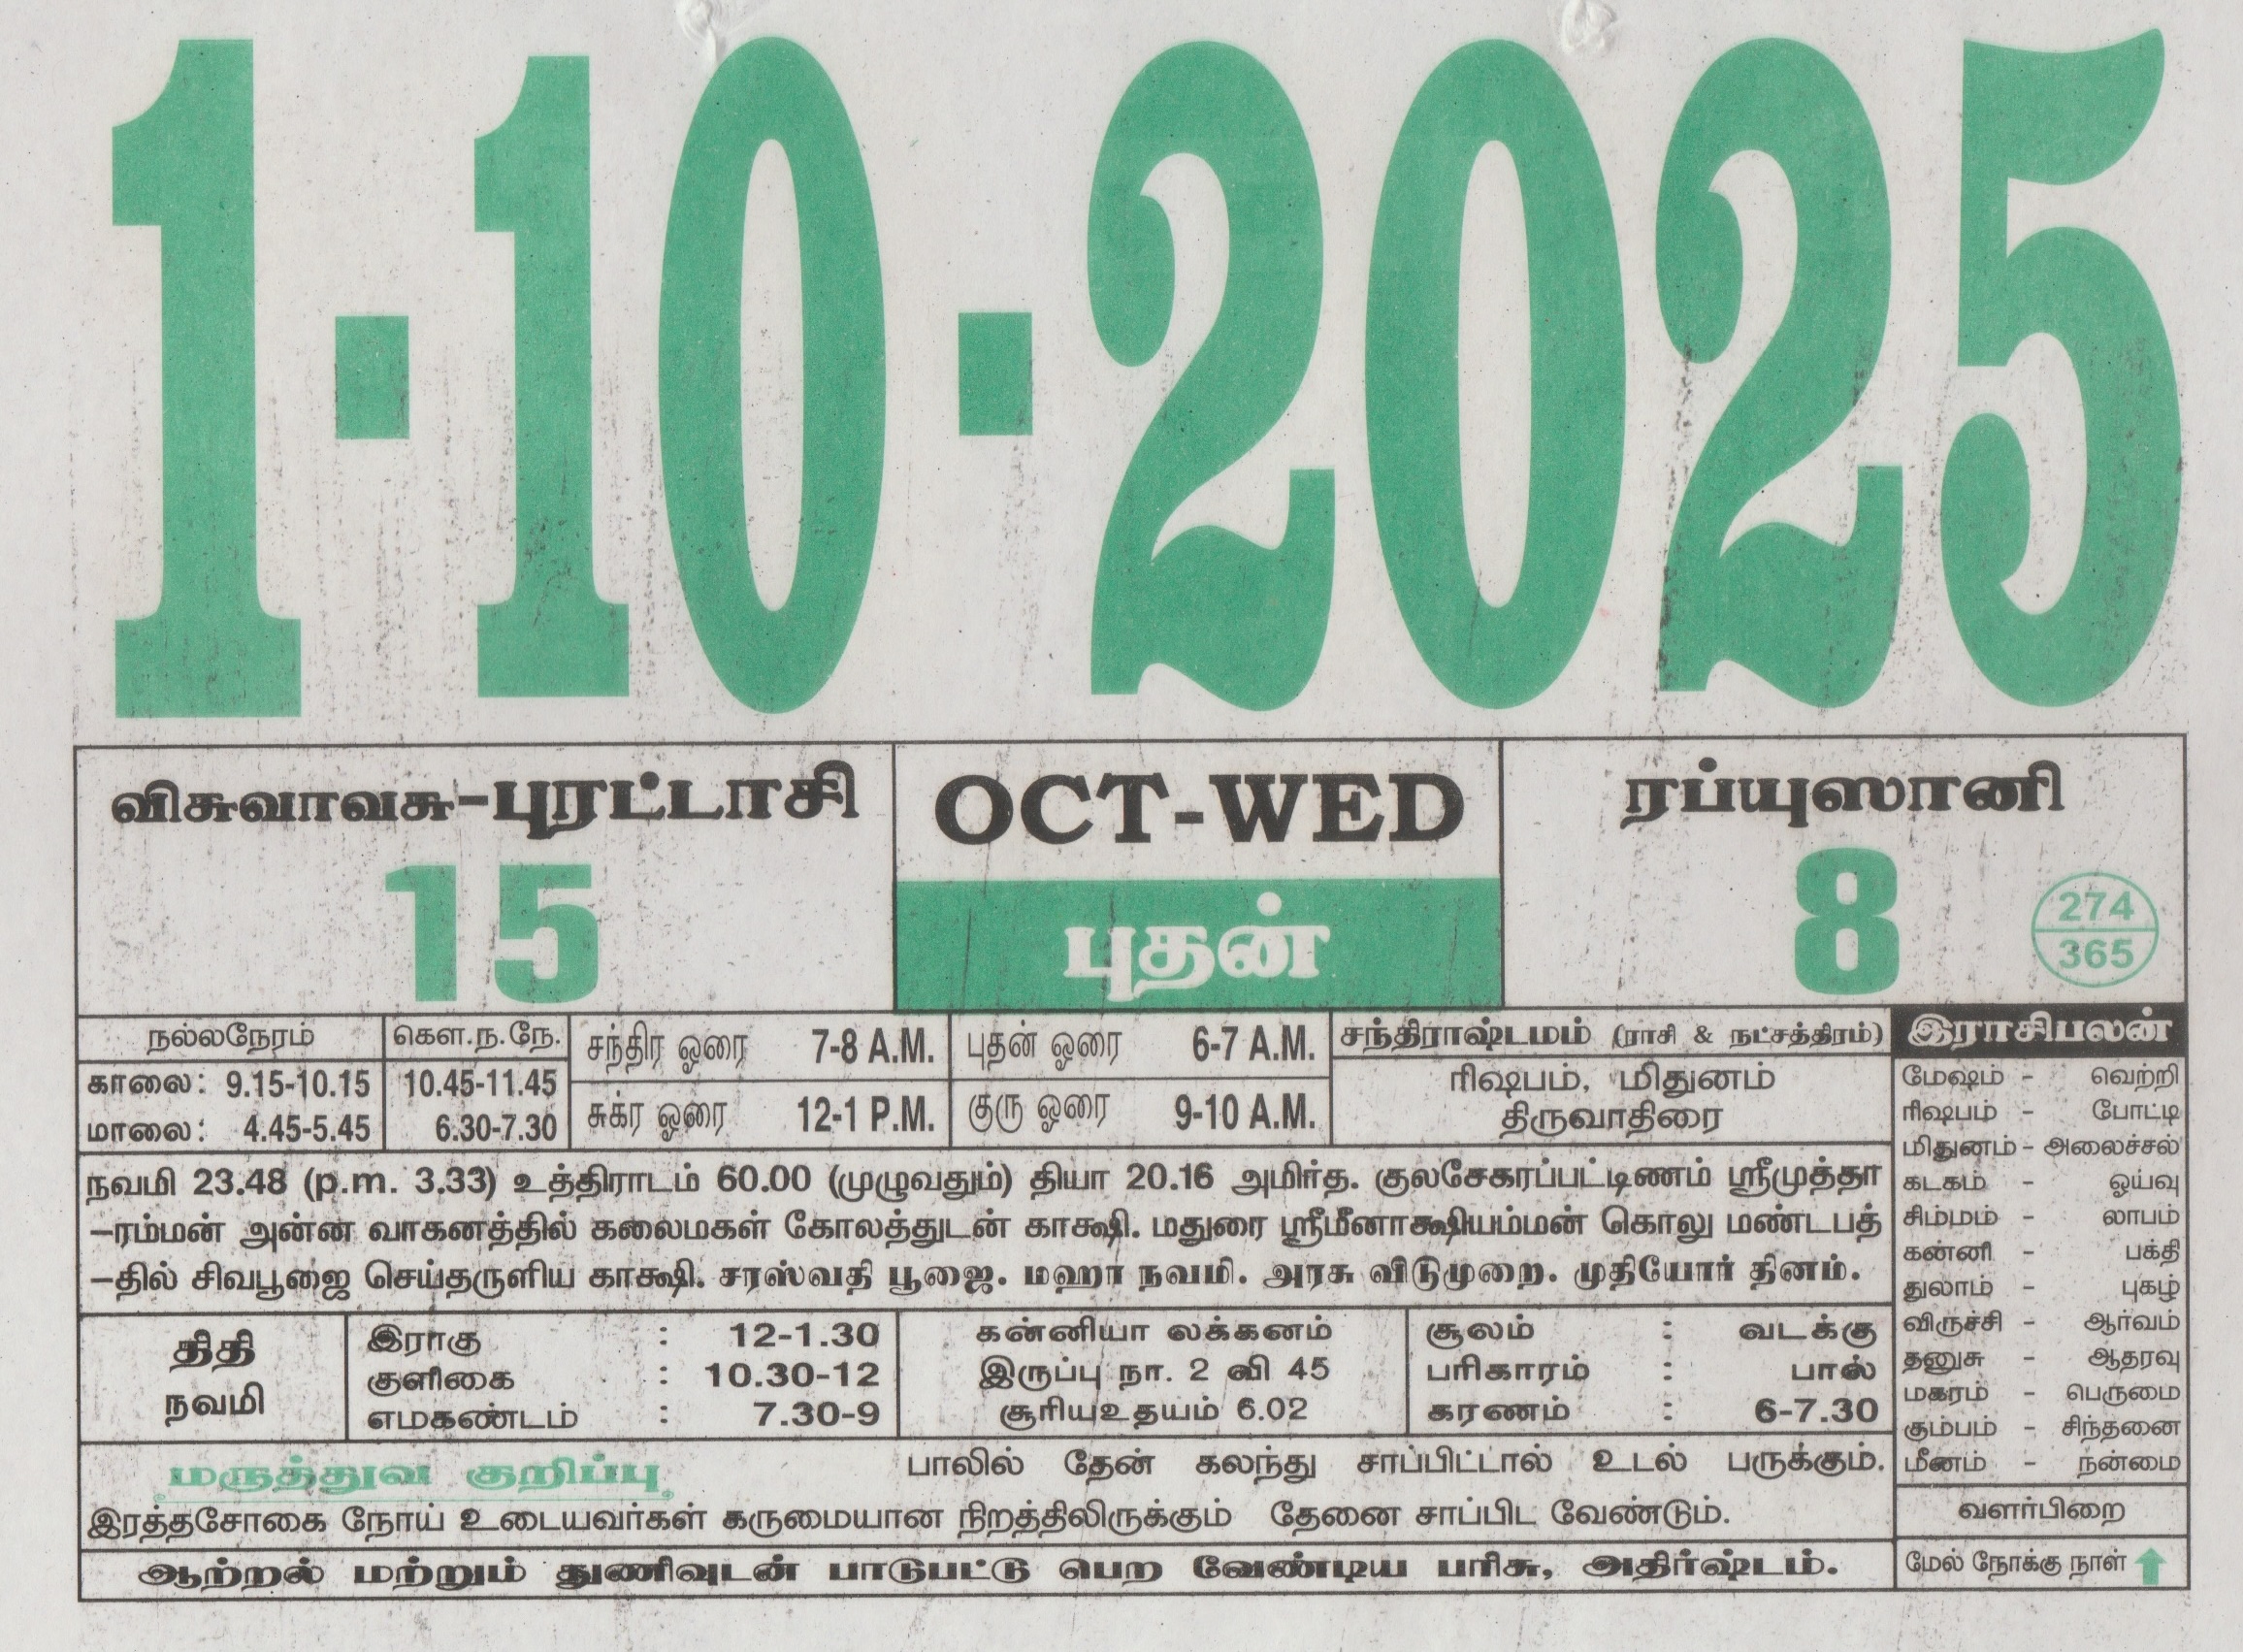 1-10-2025
விசுவாவசு-புரட்டாசி
15
OCT-WED
புதன்
ரப்யுஸானி
8
274
365
நல்லநேரம்
கௌ.ந.நே.
காலை: 9.15-10.15 10.45-11.45
மாலை: 4.45-5.45 6.30-7.30
சந்திர ஓரை 7-8 A.M.
புதன் ஓரை 6-7 A.M.
சுக்ர ஓரை 12-1 P.M.
குரு ஓரை 9-10 A.M.
சந்திராஷ்டமம் (ராசி & நட்சத்திரம்)
ரிஷபம், மிதுனம்
திருவாதிரை
நவமி 23.48 (p.m. 3.33) உத்திராடம் 60.00 (முழுவதும்) தியா 20.16 அமிர்த. குலசேகரப்பட்டிணம் ஸ்ரீமுத்தா
-ரம்மன் அன்ன வாகனத்தில் கலைமகள் கோலத்துடன் காக்ஷி. மதுரை ஸ்ரீமீனாக்ஷியம்மன் கொலு மண்டபத்
-தில் சிவபூஜை செய்தருளிய காக்ஷி. சரஸ்வதி பூஜை. மஹா நவமி. அரசு விடுமுறை. முதியோர் தினம்.
திதி
நவமி
இராகு : 12-1.30
குளிகை : 10.30-12
எமகண்டம் : 7.30-9
கன்னியா லக்கனம்
இருப்பு நா. 2 வி 45
சூரியஉதயம் 6.02
சூலம் : வடக்கு
பரிகாரம் : பால்
கரணம் : 6-7.30
மருத்துவ குறிப்பு பாலில் தேன் கலந்து சாப்பிட்டால் உடல் பருக்கும்.
இரத்தசோகை நோய் உடையவர்கள் கருமையான நிறத்திலிருக்கும் தேனை சாப்பிட வேண்டும்.
ஆற்றல் மற்றும் துணிவுடன் பாடுபட்டு பெற வேண்டிய பரிசு, அதிர்ஷ்டம்.
இராசிபலன்
மேஷம் - வெற்றி
ரிஷபம் - போட்டி
மிதுனம் - அலைச்சல்
கடகம் - ஓய்வு
சிம்மம் - லாபம்
கன்னி - பக்தி
துலாம் - புகழ்
விருச்சி - ஆர்வம்
தனுசு - ஆதரவு
மகரம் - பெருமை
கும்பம் - சிந்தனை
மீனம் - நன்மை
வளர்பிறை
மேல் நோக்கு நாள்